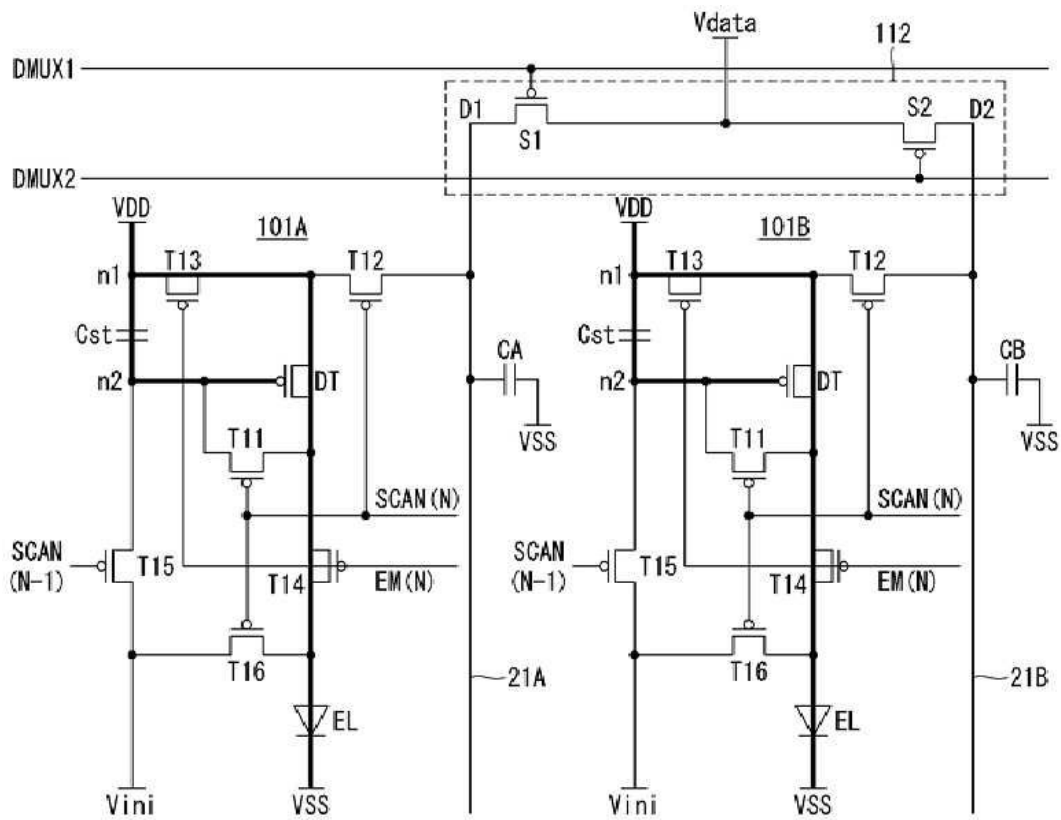 Vdata
112
DMUX1
D1
S1
S2
D2
DMUX2
VDD
101A
VDD
101B
n1
T13
T12
n1
T13
T12
Cst
Cst
CA
CB
n2
DT
n2
DT
VSS
VSS
T11
T11
SCAN(N)
SCAN(N)
SCAN
(N-1)
T15
T14
EM(N)
SCAN
(N-1)
T15
T14
EM(N)
T16
21A
T16
21B
EL
EL
Vini
VSS
Vini
VSS